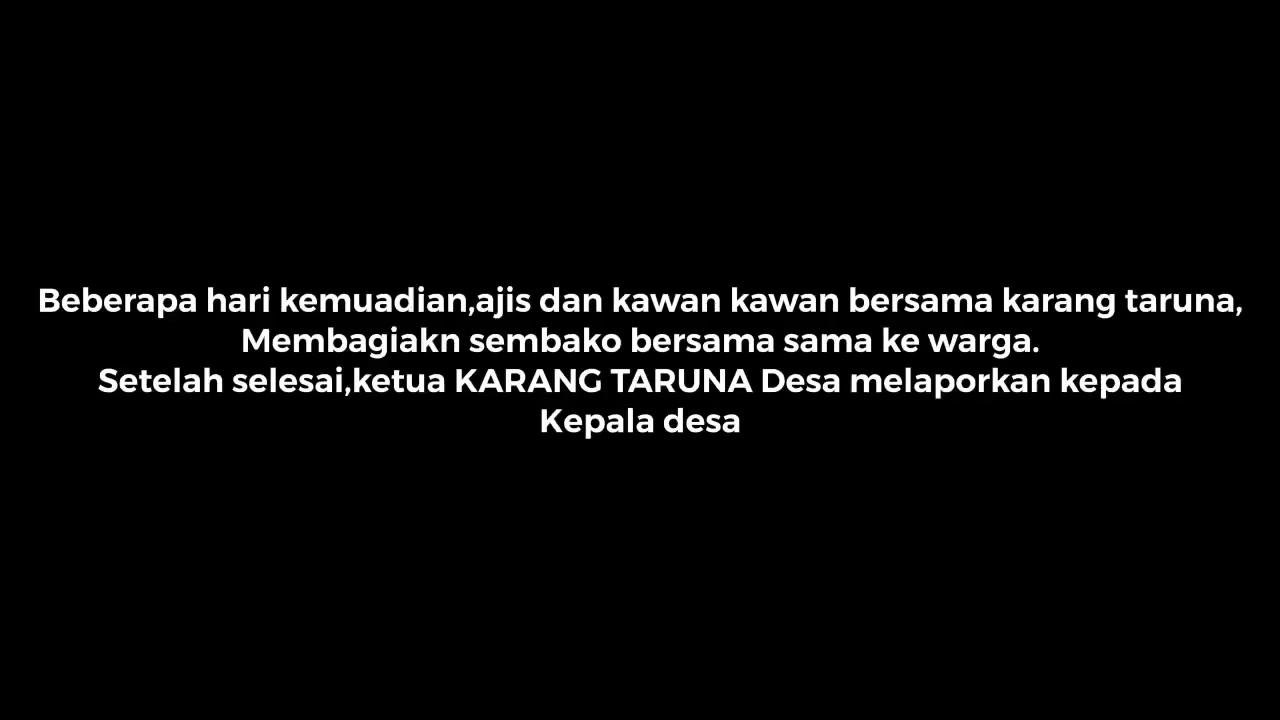 Beberapa hari kemuadian,ajis dan kawan kawan bersama karang taruna,
Membagiakn sembako bersama sama ke warga.
Setelah selesai,ketua KARANG TARUNA Desa melaporkan kepada
Kepala desa